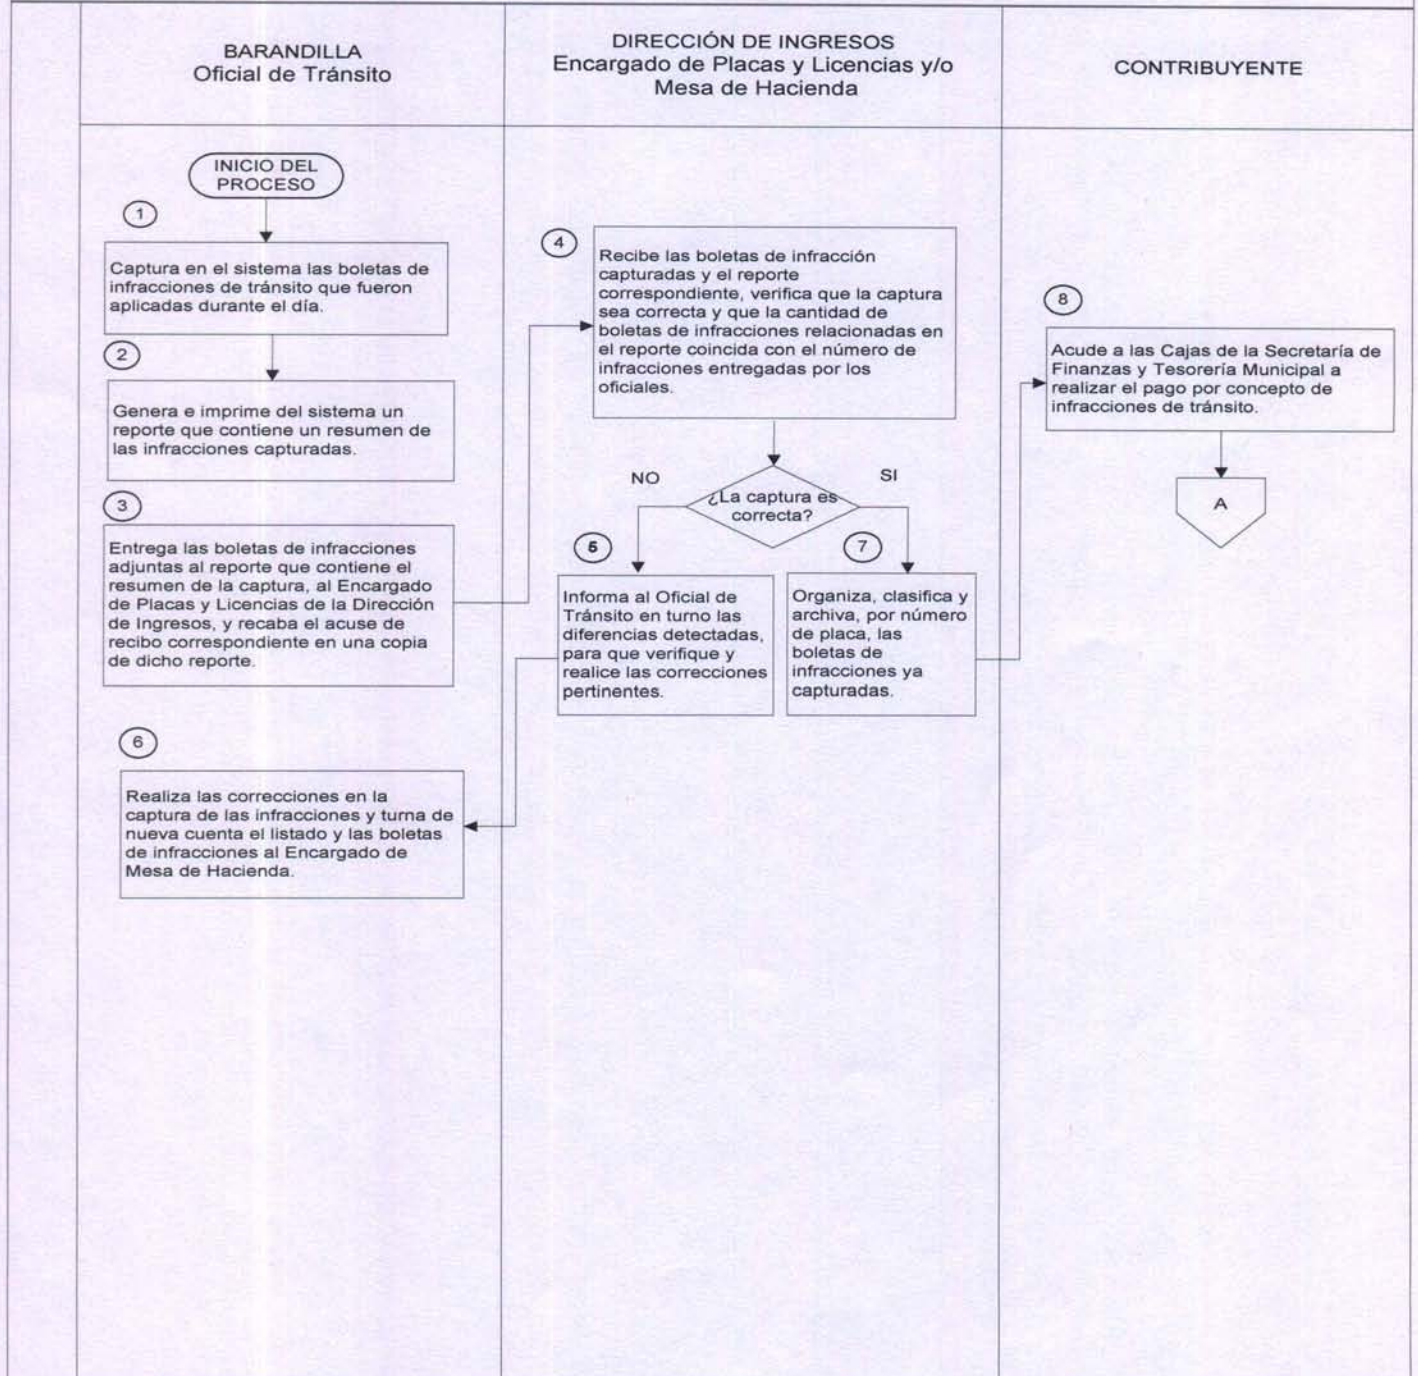 BARANDILLA
Oficial de Tránsito
DIRECCIÓN DE INGRESOS
Encargado de Placas y Licencias y/o
Mesa de Hacienda
CONTRIBUYENTE
INICIO DEL
PROCESO
1
Captura en el sistema las boletas de
infracciones de tránsito que fueron
aplicadas durante el día.
2
Genera e imprime del sistema un
reporte que contiene un resumen de
las infracciones capturadas.
3
Entrega las boletas de infracciones
adjuntas al reporte que contiene el
resumen de la captura, al Encargado
de Placas y Licencias de la Dirección
de Ingresos, y recaba el acuse de
recibo correspondiente en una copia
de dicho reporte.
4
Recibe las boletas de infracción
capturadas y el reporte
correspondiente, verifica que la captura
sea correcta y que la cantidad de
boletas de infracciones relacionadas en
el reporte coincida con el número de
infracciones entregadas por los
oficiales.
NO
SI
¿La captura es
correcta?
5
Informa al Oficial de
Tránsito en turno las
diferencias detectadas,
para que verifique y
realice las correcciones
pertinentes.
6
Realiza las correcciones en la
captura de las infracciones y turna de
nueva cuenta el listado y las boletas
de infracciones al Encargado de
Mesa de Hacienda.
7
Organiza, clasifica y
archiva, por número
de placa, las
boletas de
infracciones ya
capturadas.
8
Acude a las Cajas de la Secretaría de
Finanzas y Tesorería Municipal a
realizar el pago por concepto de
infracciones de tránsito.
A